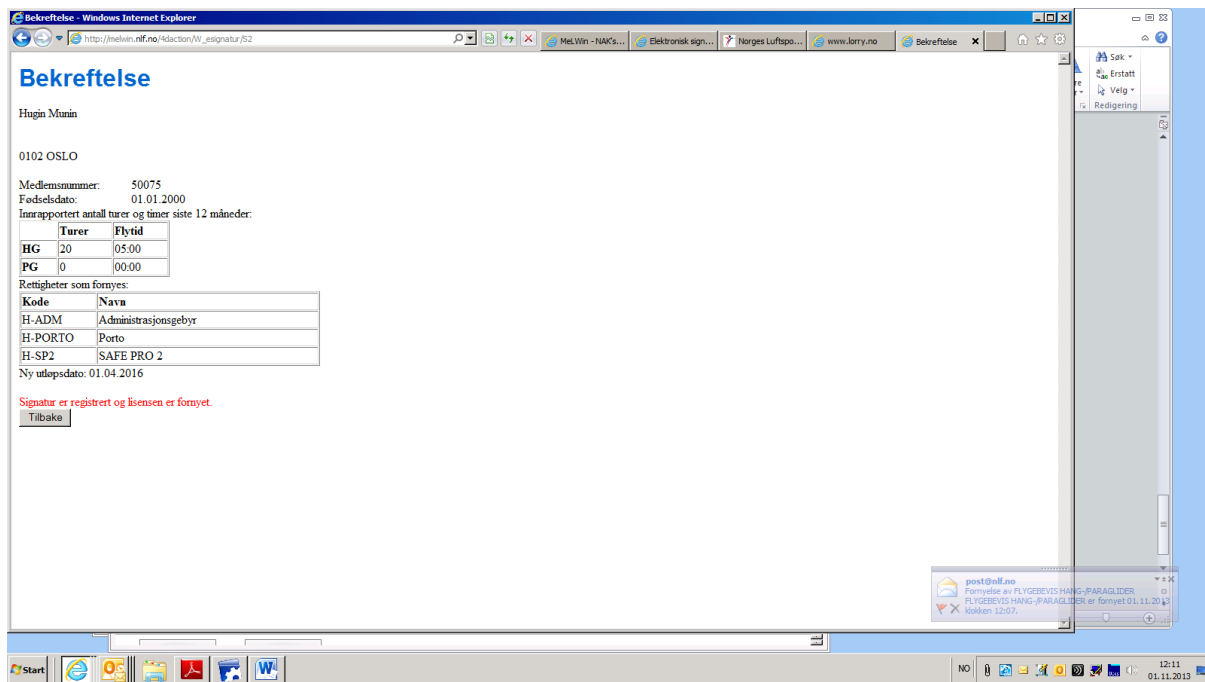 Bekreftelse - Windows Internet Explorer
http://melwin.nlf.no/4daction/W_esignatur/S2
MeLWin - NAK's...
Elektronisk sign...
Norges Luftspo...
www.lorry.no
Bekreftelse
Søk
Erstatt
Velg
Redigering
Bekreftelse
Hugin Munin
0102 OSLO
Medlemsnummer: 50075
Fødselsdato: 01.01.2000
Innrapportert antall turer og timer siste 12 måneder:
Turer Flytid
HG 20 05:00
PG 0 00:00
Rettigheter som fornyes:
Kode Navn
H-ADM Administrasjonsgebyr
H-PORTO Porto
H-SP2 SAFE PRO 2
Ny utløpsdato: 01.04.2016
Signatur er registrert og lisensen er fornyet.
Tilbake
post@nlf.no
Fornyelse av FLYGEBEVIS HANG-/PARAGLIDER
FLYGEBEVIS HANG-/PARAGLIDER er fornyet 01.11.2013
klokken 12:07.
Start
NO
12:11
01.11.2013